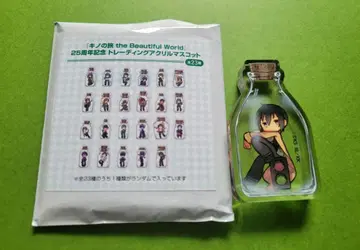 『キノの旅 the Beautiful World』
25周年記念 トレーディングアクリルマスコット
全23種
※全23種のうち1種類がランダムで入っています